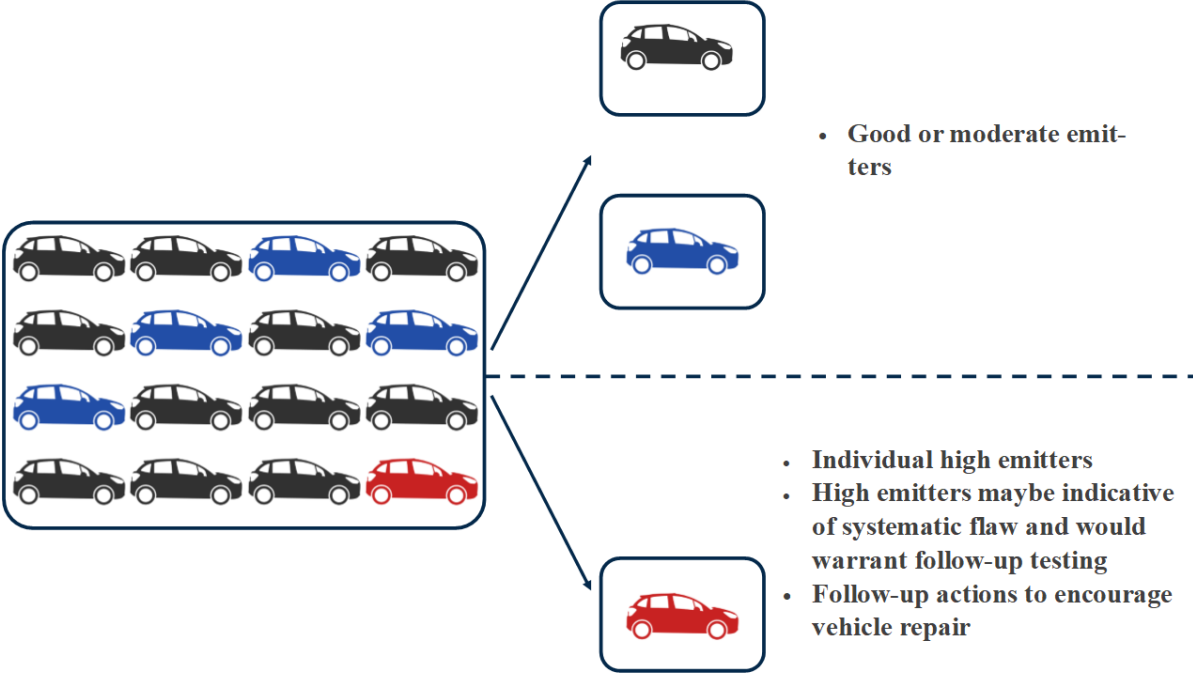 • Good or moderate emit-
ters
• Individual high emitters
• High emitters maybe indicative
of systematic flaw and would
warrant follow-up testing
• Follow-up actions to encourage
vehicle repair